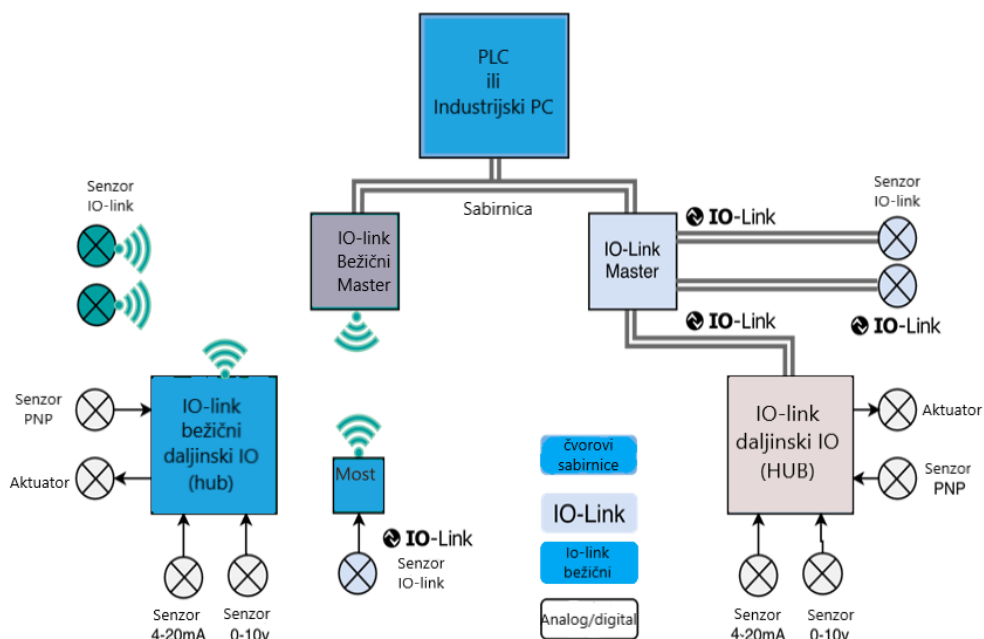 PLC
ili
Industrijski PC
Sabirnica
Senzor
IO-link
IO-link
Bežični
Master
IO-Link
Master
IO-Link
Senzor
IO-link
IO-Link
IO-Link
Senzor
PNP
Aktuator
IO-link
bežični
daljinski IO
(hub)
Most
IO-Link
Senzor
IO-link
čvorovi
sabirnice
IO-Link
Io-link
bežični
Analog/digital
IO-link
daljinski IO
(HUB)
Aktuator
Senzor
PNP
Senzor
4-20mA
Senzor
0-10v
Senzor
4-20mA
Senzor
0-10v